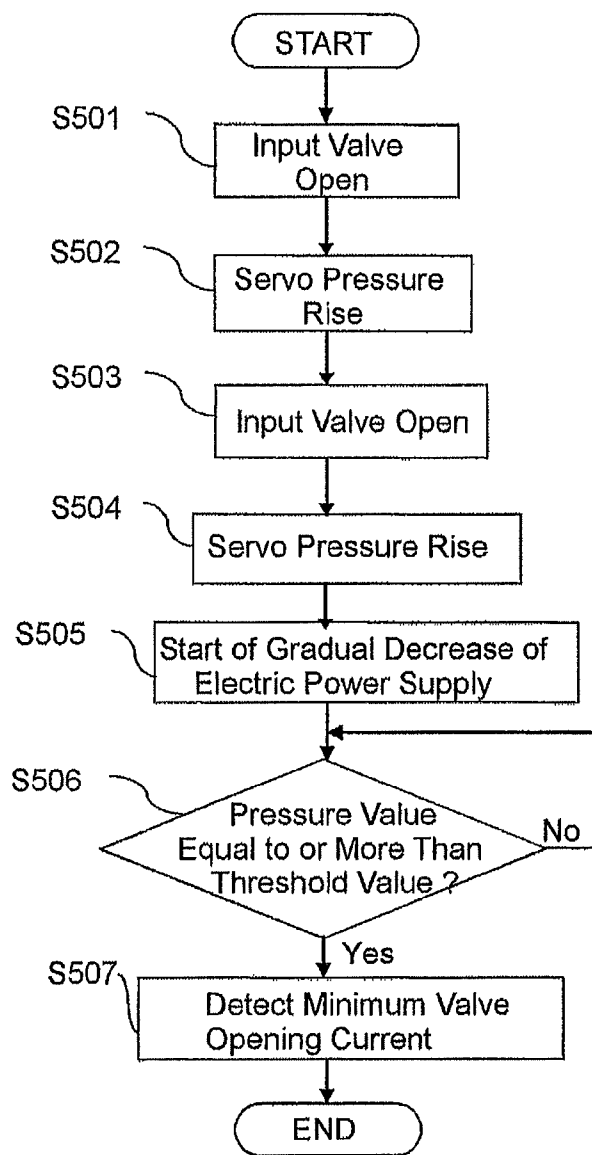 START
S501
Input Valve
Open
S502
Servo Pressure
Rise
S503
Input Valve Open
S504
Servo Pressure Rise
S505
Start of Gradual Decrease of
Electric Power Supply
S506
Pressure Value
Equal to or More Than
Threshold Value ?
No
Yes
S507
Detect Minimum Valve
Opening Current
END